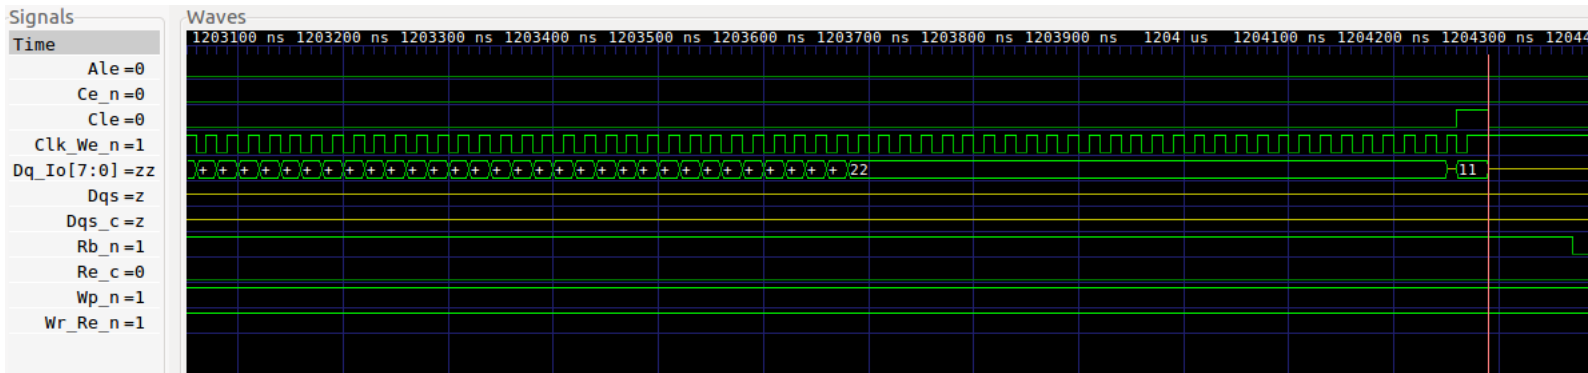 Signals
Waves
Time
1203100 ns 1203200 ns 1203300 ns 1203400 ns 1203500 ns 1203600 ns 1203700 ns 1203800 ns 1203900 ns 1204 us 1204100 ns 1204200 ns 1204300 ns 12044
Ale =0
Ce_n =0
Cle =0
Clk_We_n =1
Dq_Io[7:0] =zz
+ + + + + + + + + + + + + + + + + + + + + + + + + + + + + + + 22 11
Dqs =z
Dqs_c =z
Rb_n =1
Re_c =0
Wp_n =1
Wr_Re_n =1